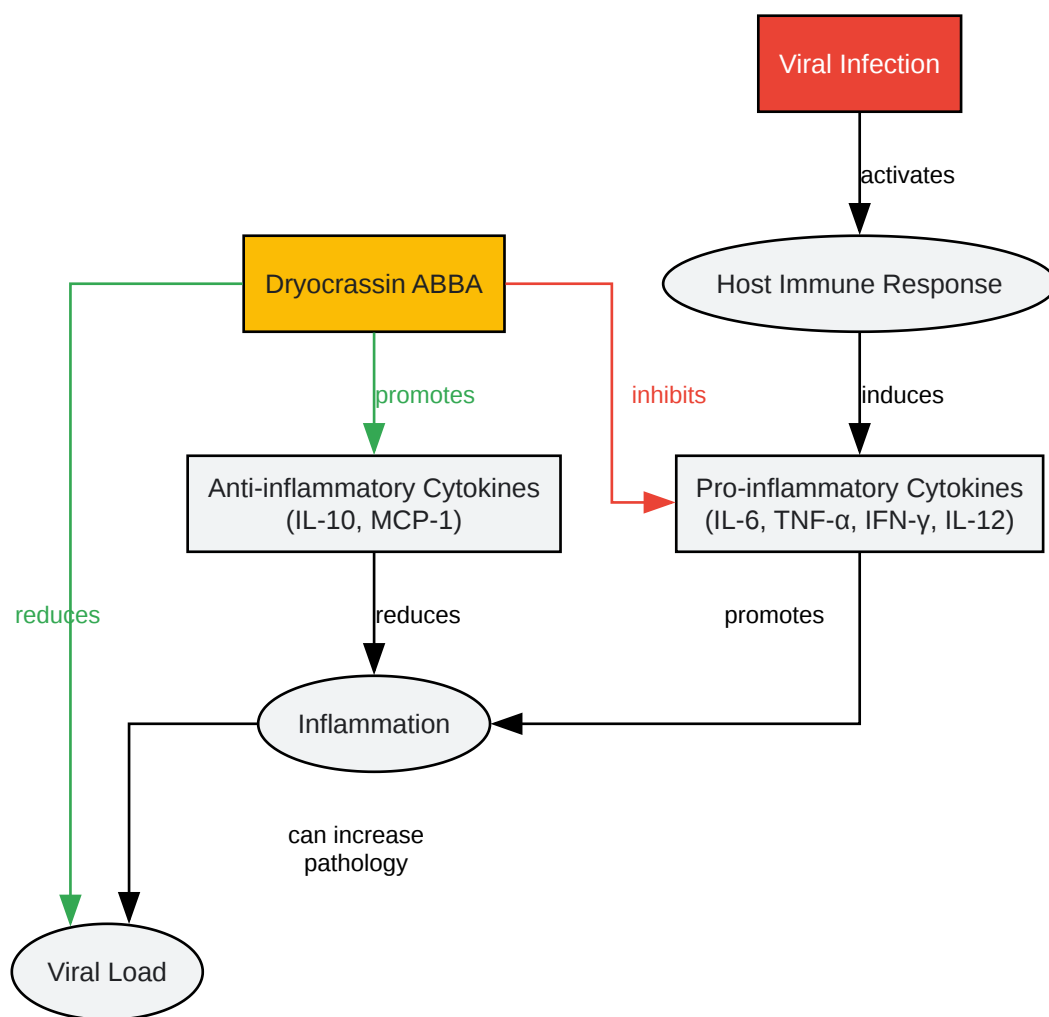 Viral Infection
activates
Dryocrassin ABBA
Host Immune Response
promotes
inhibits
induces
Anti-inflammatory Cytokines
(IL-10, MCP-1)
Pro-inflammatory Cytokines
(IL-6, TNF-α, IFN-γ, IL-12)
reduces
reduces
promotes
Inflammation
can increase
pathology
Viral Load